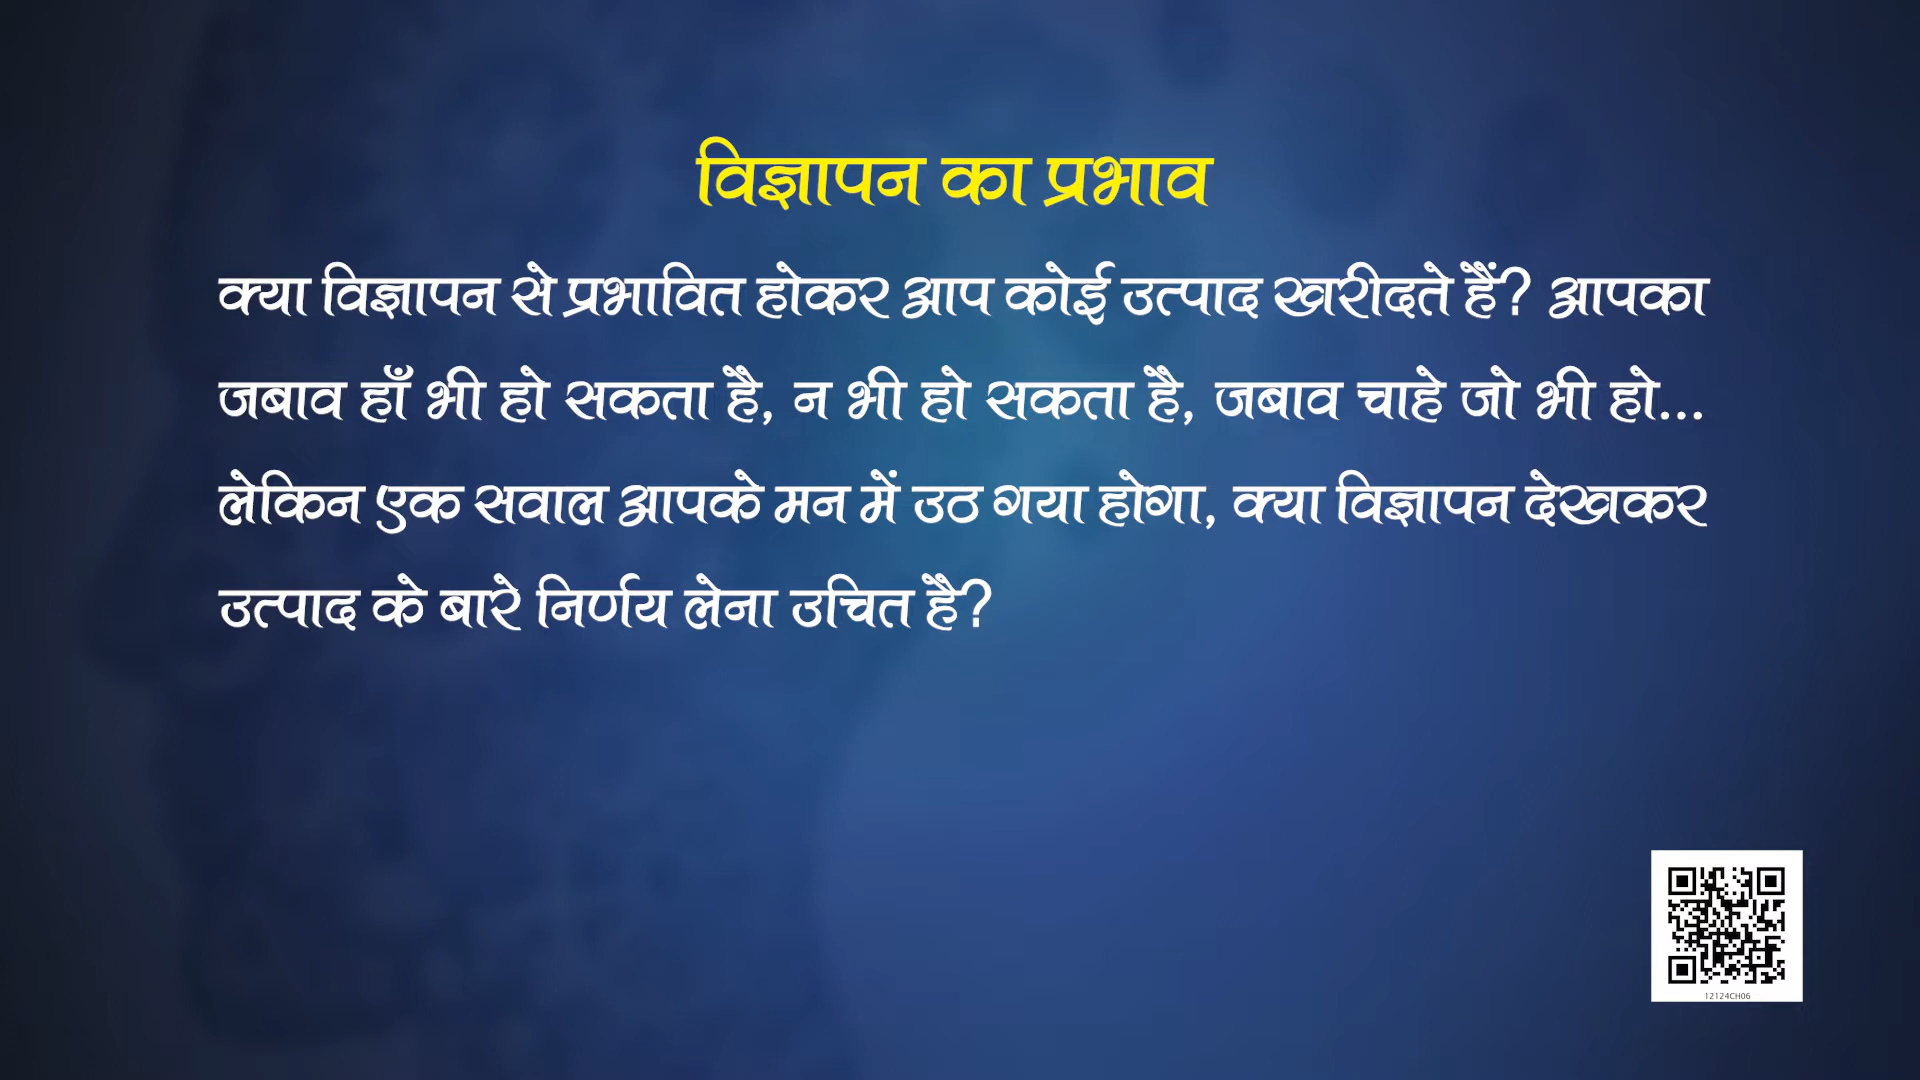 विज्ञापन का प्रभाव
क्या विज्ञापन से प्रभावित होकर आप कोई उत्पाद खरीदते हैं? आपका
जबाव हाँ भी हो सकता है, न भी हो सकता है, जबाव चाहे जो भी हो...
लेकिन एक सवाल आपके मन में उठ गया होगा, क्या विज्ञापन देखकर
उत्पाद के बारे निर्णय लेना उचित है?
12124CH06